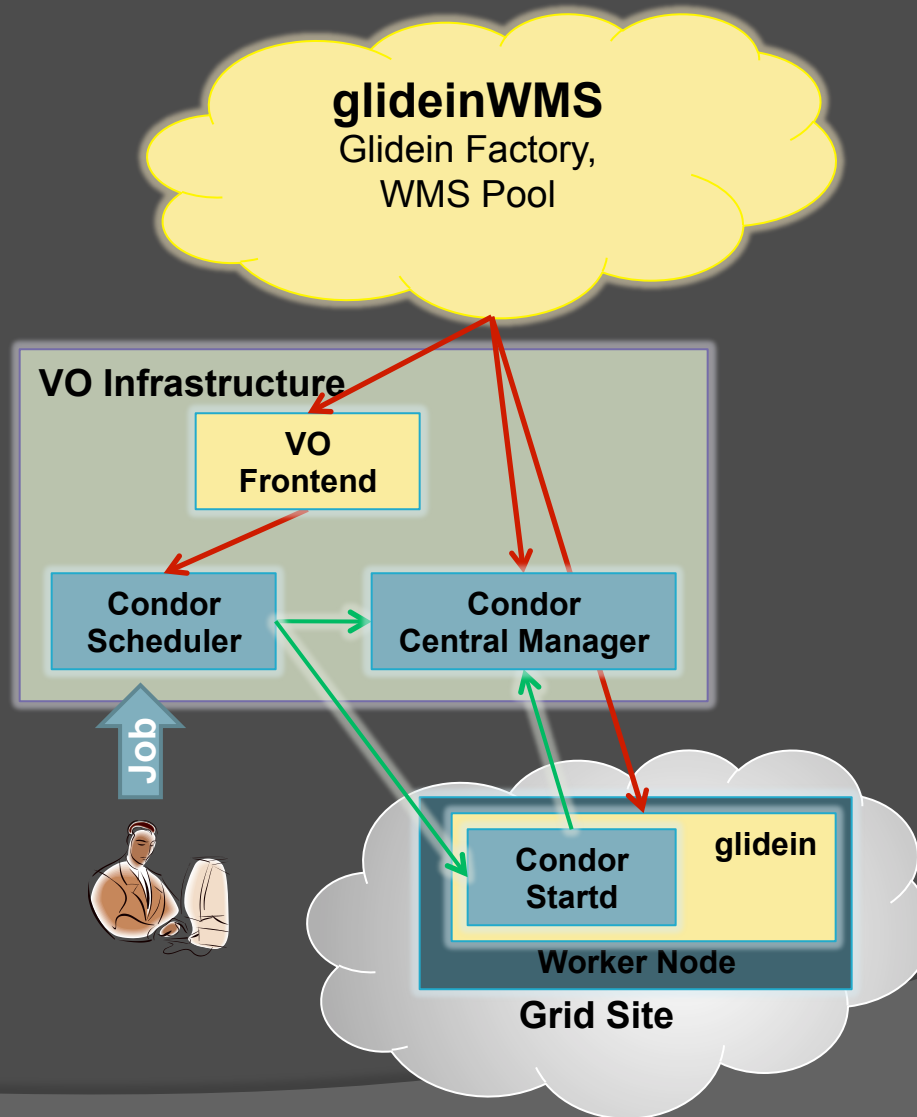 glideinWMS
Glidein Factory,
WMS Pool
VO Infrastructure
VO
Frontend
Condor
Scheduler
Condor
Central Manager
Job
Condor
Startd
glidein
Worker Node
Grid Site